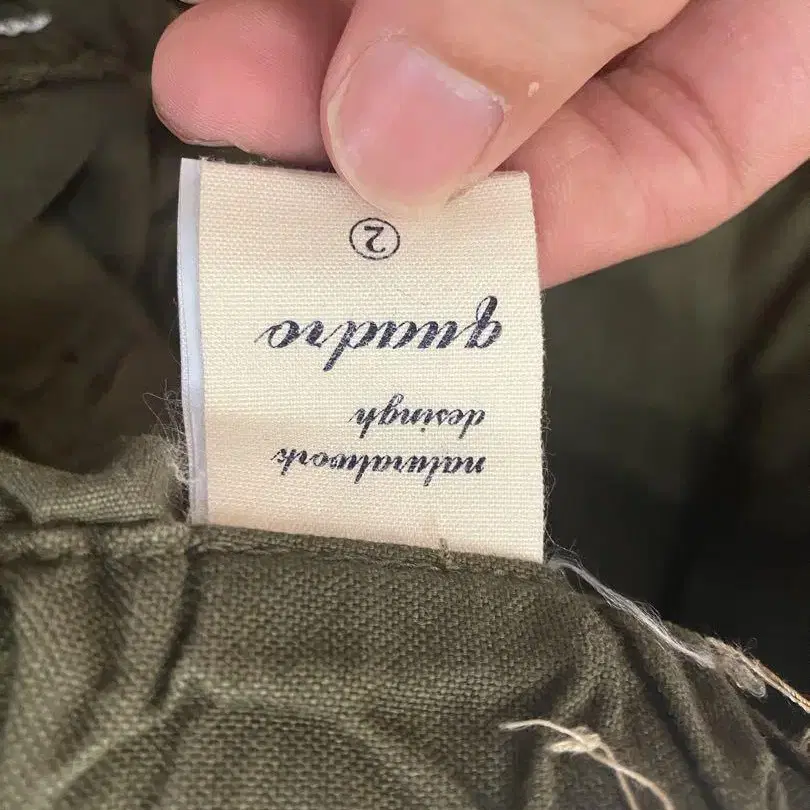 naturalwork
desingh
quadro
②